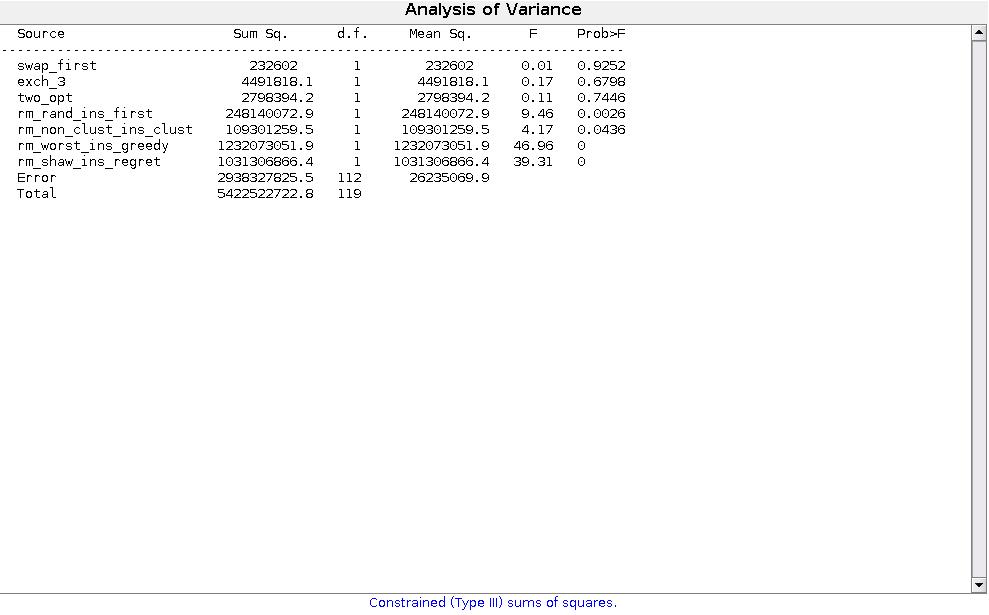 Analysis of Variance
Source Sum Sq. d.f. Mean Sq. F Prob>F
---------------------------------------------------------------------------
swap_first 232602 1 232602 0.01 0.9252
exch_3 4491818.1 1 4491818.1 0.17 0.6798
two_opt 2798394.2 1 2798394.2 0.11 0.7446
rm_rand_ins_first 248140072.9 1 248140072.9 9.46 0.0026
rm_non_clust_ins_clust 109301259.5 1 109301259.5 4.17 0.0436
rm_worst_ins_greedy 1232073051.9 1 1232073051.9 46.96 0
rm_shaw_ins_regret 1031306866.4 1 1031306866.4 39.31 0
Error 2938327825.5 112 26235069.9
Total 5422522722.8 119
Constrained (Type III) sums of squares.